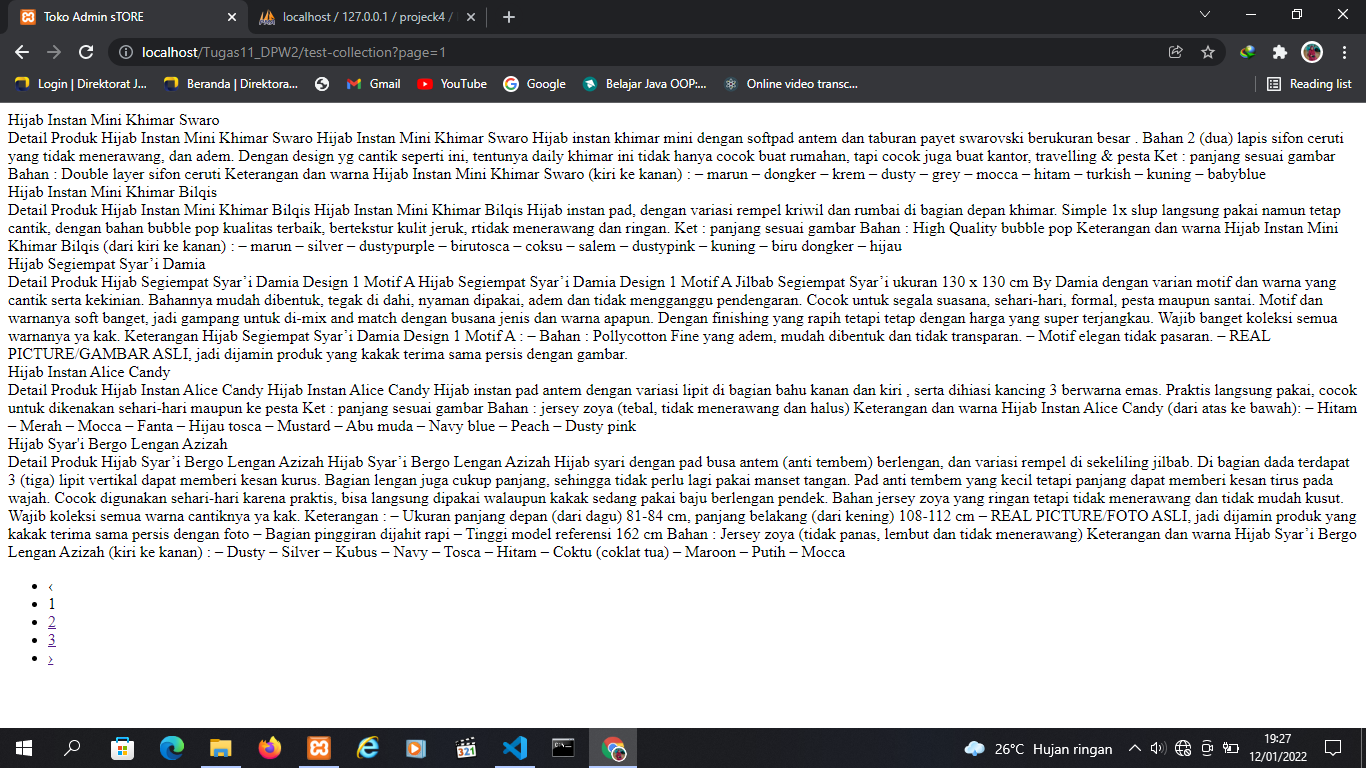 Toko Admin sTORE
localhost / 127.0.0.1 / projeck4 /
localhost/Tugas11_DPW2/test-collection?page=1
Login | Direktorat J...
Beranda | Direktora...
Gmail
YouTube
Google
Belajar Java OOP:...
Online video transc...
Reading list
Hijab Instan Mini Khimar Swaro
Detail Produk Hijab Instan Mini Khimar Swaro Hijab Instan Mini Khimar Swaro Hijab instan khimar mini dengan softpad antem dan taburan payet swarovski berukuran besar . Bahan 2 (dua) lapis sifon ceruti
yang tidak menerawang, dan adem. Dengan design yg cantik seperti ini, tentunya daily khimar ini tidak hanya cocok buat rumahan, tapi cocok juga buat kantor, travelling & pesta Ket : panjang sesuai gambar
Bahan : Double layer sifon ceruti Keterangan dan warna Hijab Instan Mini Khimar Swaro (kiri ke kanan) : – marun – dongker – krem – dusty – grey – mocca – hitam – turkish – kuning – babyblue
Hijab Instan Mini Khimar Bilqis
Detail Produk Hijab Instan Mini Khimar Bilqis Hijab Instan Mini Khimar Bilqis Hijab instan pad, dengan variasi rempel kriwil dan rumbai di bagian depan khimar. Simple 1x slup langsung pakai namun tetap
cantik, dengan bahan bubble pop kualitas terbaik, bertekstur kulit jeruk, rtidak menerawang dan ringan. Ket : panjang sesuai gambar Bahan : High Quality bubble pop Keterangan dan warna Hijab Instan Mini
Khimar Bilqis (dari kiri ke kanan) : – marun – silver – dustypurple – birutosca – coksu – salem – dustypink – kuning – biru dongker – hijau
Hijab Segiempat Syar’i Damia
Detail Produk Hijab Segiempat Syar’i Damia Design 1 Motif A Hijab Segiempat Syar’i Damia Design 1 Motif A Jilbab Segiempat Syar’i ukuran 130 x 130 cm By Damia dengan varian motif dan warna yang
cantik serta kekinian. Bahannya mudah dibentuk, tegak di dahi, nyaman dipakai, adem dan tidak mengganggu pendengaran. Cocok untuk segala suasana, sehari-hari, formal, pesta maupun santai. Motif dan
warnanya soft banget, jadi gampang untuk di-mix and match dengan busana jenis dan warna apapun. Dengan finishing yang rapih tetapi tetap dengan harga yang super terjangkau. Wajib banget koleksi semua
warnanya ya kak. Keterangan Hijab Segiempat Syar’i Damia Design 1 Motif A : – Bahan : Pollycotton Fine yang adem, mudah dibentuk dan tidak transparan. – Motif elegan tidak pasaran. – REAL
PICTURE/GAMBAR ASLI, jadi dijamin produk yang kakak terima sama persis dengan gambar.
Hijab Instan Alice Candy
Detail Produk Hijab Instan Alice Candy Hijab Instan Alice Candy Hijab instan pad antem dengan variasi lipit di bagian bahu kanan dan kiri , serta dihiasi kancing 3 berwarna emas. Praktis langsung pakai, cocok
untuk dikenakan sehari-hari maupun ke pesta Ket : panjang sesuai gambar Bahan : jersey zoya (tebal, tidak menerawang dan halus) Keterangan dan warna Hijab Instan Alice Candy (dari atas ke bawah): – Hitam
– Merah – Mocca – Fanta – Hijau tosca – Mustard – Abu muda – Navy blue – Peach – Dusty pink
Hijab Syar'i Bergo Lengan Azizah
Detail Produk Hijab Syar’i Bergo Lengan Azizah Hijab Syar’i Bergo Lengan Azizah Hijab syari dengan pad busa antem (anti tembem) berlengan, dan variasi rempel di sekeliling jilbab. Di bagian dada terdapat
3 (tiga) lipit vertikal dapat memberi kesan kurus. Bagian lengan juga cukup panjang, sehingga tidak perlu lagi pakai manset tangan. Pad anti tembem yang kecil tetapi panjang dapat memberi kesan tirus pada
wajah. Cocok digunakan sehari-hari karena praktis, bisa langsung dipakai walaupun kakak sedang pakai baju berlengan pendek. Bahan jersey zoya yang ringan tetapi tidak menerawang dan tidak mudah kusut.
Wajib koleksi semua warna cantiknya ya kak. Keterangan : – Ukuran panjang depan (dari dagu) 81-84 cm, panjang belakang (dari kening) 108-112 cm – REAL PICTURE/FOTO ASLI, jadi dijamin produk yang
kakak terima sama persis dengan foto – Bagian pinggiran dijahit rapi – Tinggi model referensi 162 cm Bahan : Jersey zoya (tidak panas, lembut dan tidak menerawang) Keterangan dan warna Hijab Syar’i Bergo
Lengan Azizah (kiri ke kanan) : – Dusty – Silver – Kubus – Navy – Tosca – Hitam – Coktu (coklat tua) – Maroon – Putih – Mocca
• ‹
• 1
• 2
• 3
• ›
321
26°C Hujan ringan
19:27
12/01/2022